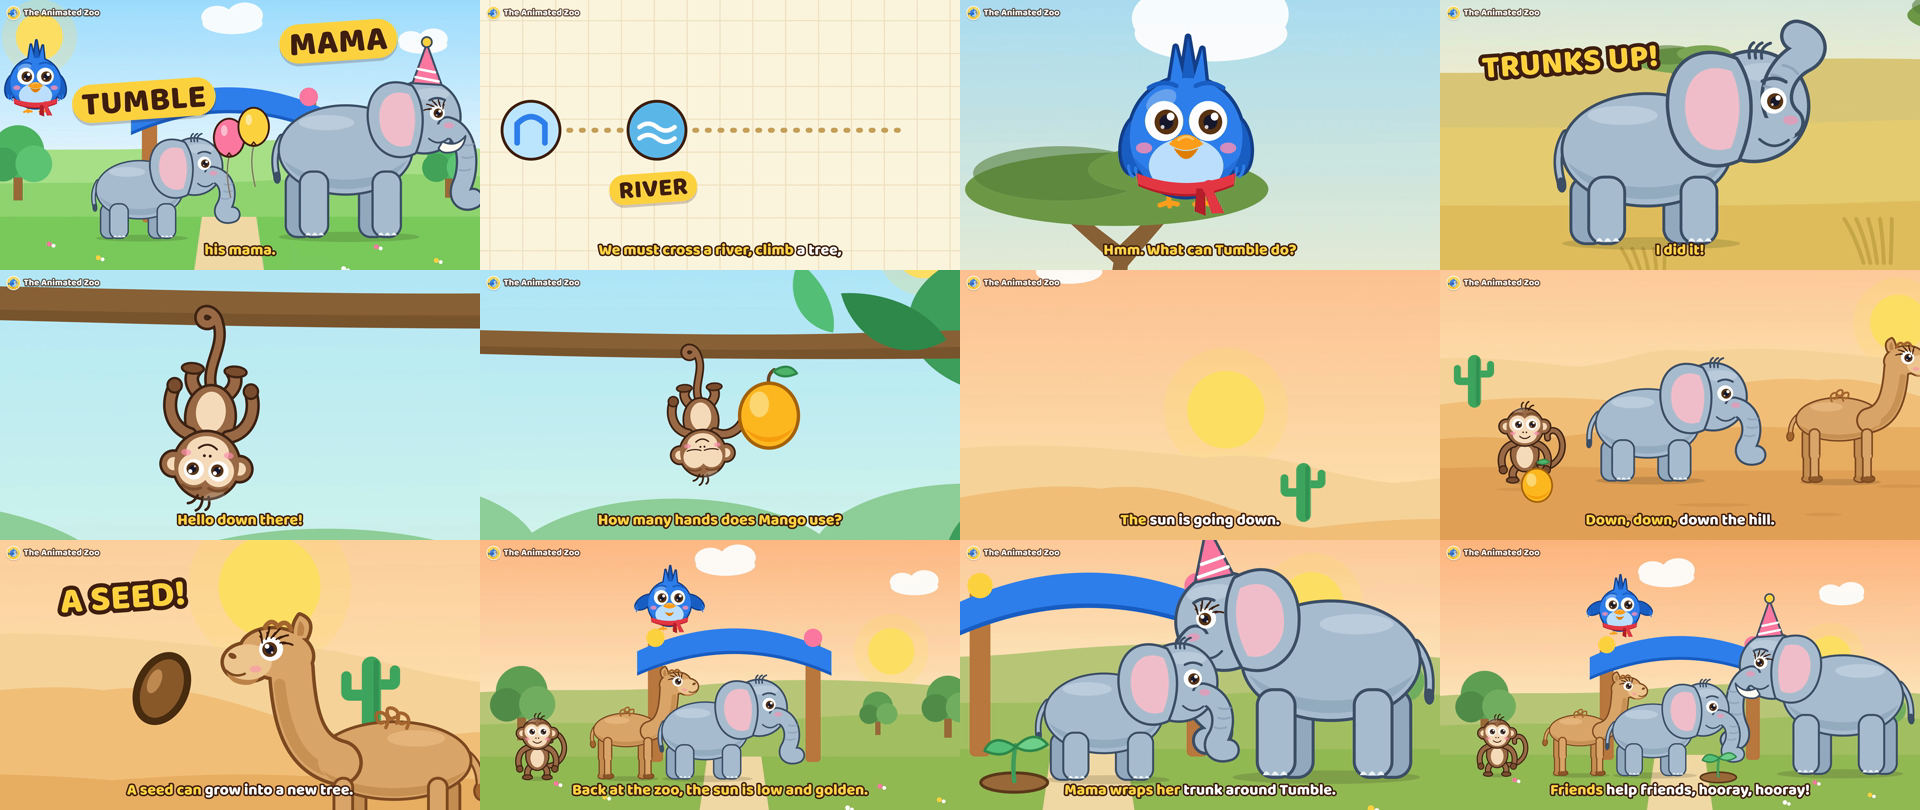 The Animated Zoo
MAMA
TUMBLE
his mama.
The Animated Zoo
RIVER
We must cross a river, climb a tree,
The Animated Zoo
Hmm. What can Tumble do?
The Animated Zoo
TRUNKS UP!
I did it!
The Animated Zoo
Hello down there!
The Animated Zoo
How many hands does Mango use?
The Animated Zoo
The sun is going down.
The Animated Zoo
Down, down, down the hill.
The Animated Zoo
A SEED!
A seed can grow into a new tree.
The Animated Zoo
Back at the zoo, the sun is low and golden.
The Animated Zoo
Mama wraps her trunk around Tumble.
The Animated Zoo
Friends help friends, hooray, hooray!